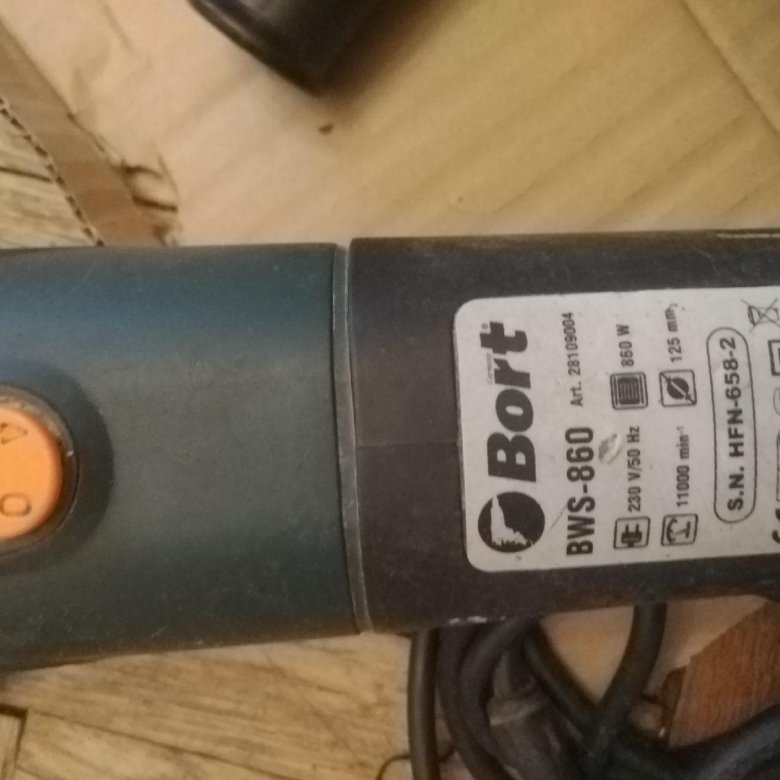 Bort
BWS-860 Art. 28109004
230 V/50 Hz 860 W
11000 min⁻¹ 125 mm
S.N. HFN-658-2
O